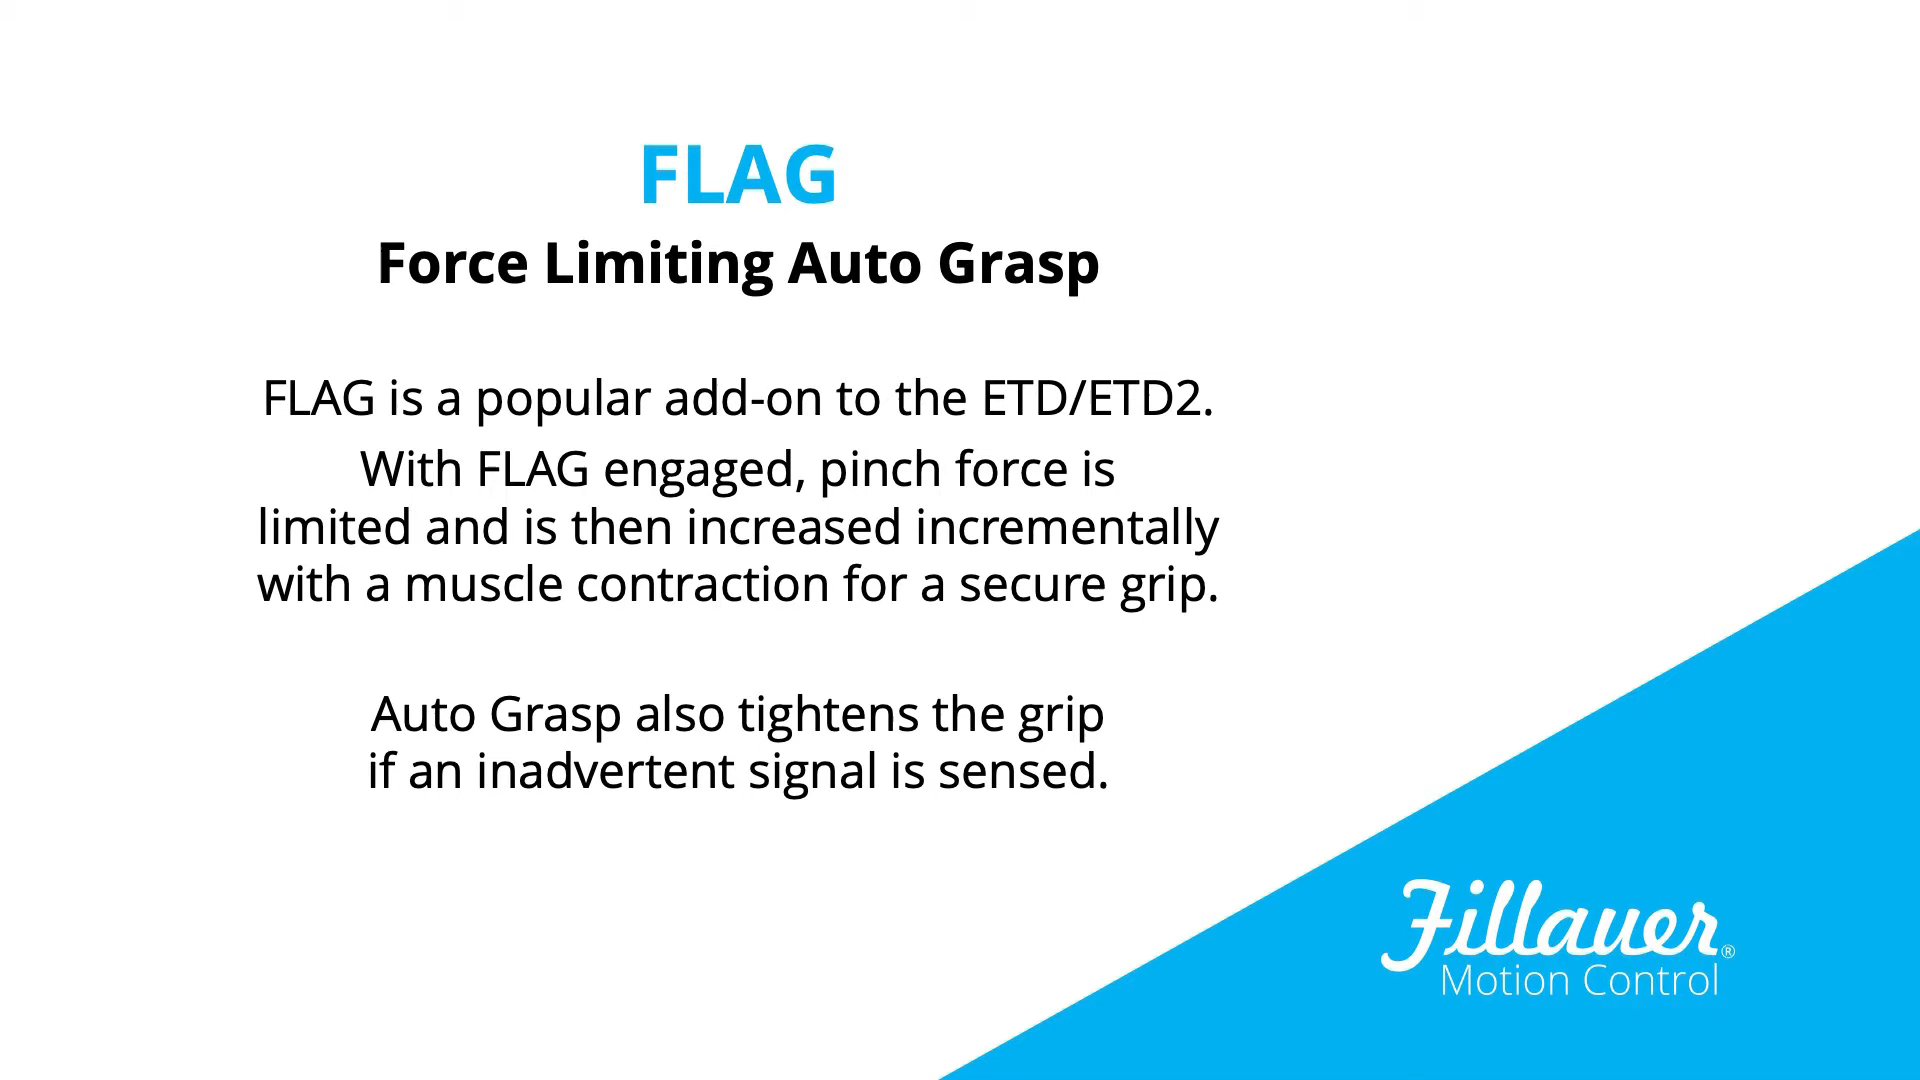 FLAG
Force Limiting Auto Grasp
FLAG is a popular add-on to the ETD/ETD2.
With FLAG engaged, pinch force is
limited and is then increased incrementally
with a muscle contraction for a secure grip.
Auto Grasp also tightens the grip
if an inadvertent signal is sensed.
Fillauer®
Motion Control